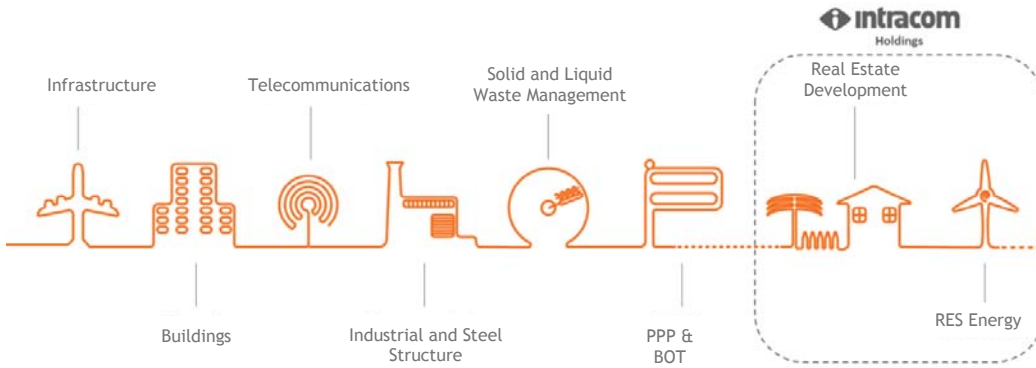 intracom
Holdings
Infrastructure
Telecommunications
Solid and Liquid
Waste Management
Real Estate
Development
Buildings
Industrial and Steel
Structure
PPP &
BOT
RES Energy